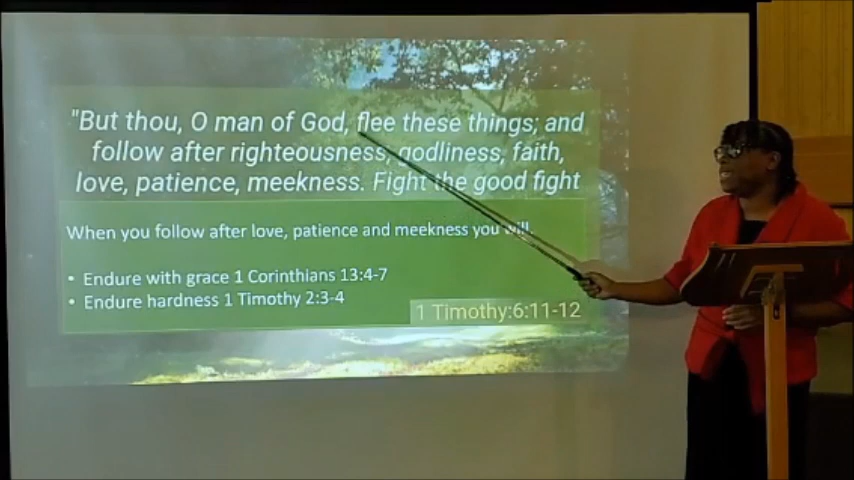 "But thou, O man of God, flee these things; and
follow after righteousness, godliness, faith,
love, patience, meekness. Fight the good fight
When you follow after love, patience and meekness you will.
• Endure with grace 1 Corinthians 13:4-7
• Endure hardness 1 Timothy 2:3-4
1 Timothy:6:11-12